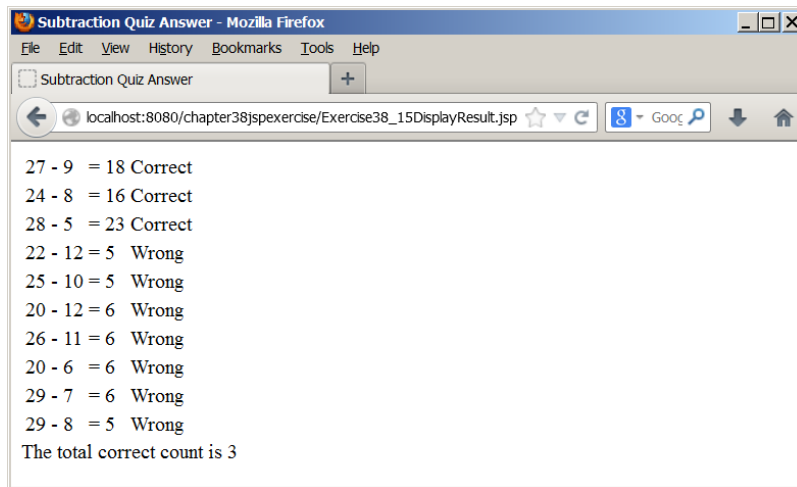 Subtraction Quiz Answer - Mozilla Firefox
File Edit View History Bookmarks Tools Help
Subtraction Quiz Answer +
localhost:8080/chapter38jspexercise/Exercise38_15DisplayResult.jsp 8 Goog
27 - 9 = 18 Correct
24 - 8 = 16 Correct
28 - 5 = 23 Correct
22 - 12 = 5 Wrong
25 - 10 = 5 Wrong
20 - 12 = 6 Wrong
26 - 11 = 6 Wrong
20 - 6 = 6 Wrong
29 - 7 = 6 Wrong
29 - 8 = 5 Wrong
The total correct count is 3